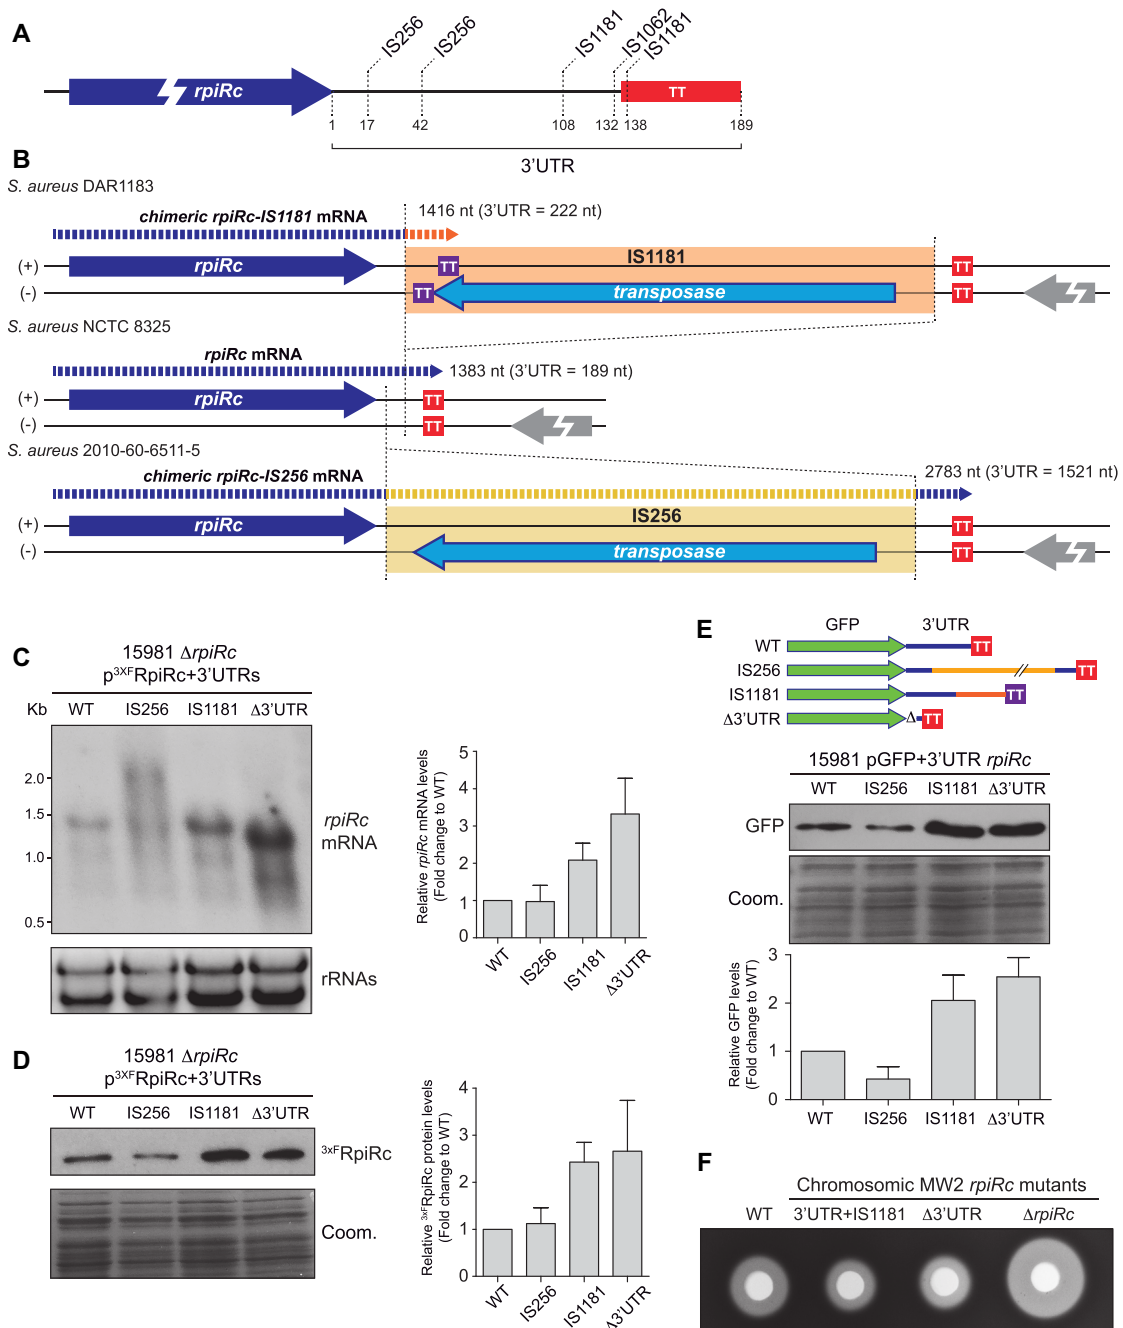 A
IS256
IS256
IS1181
IS1062
IS1181
rpiRc
TT
1
17
42
108
132
138
189
3’UTR
B
S. aureus DAR1183
chimeric rpiRc-IS1181 mRNA
1416 nt (3’UTR = 222 nt)
IS1181
(+)
rpiRc
TT
TT
(-)
TT
transposase
TT
S. aureus NCTC 8325
rpiRc mRNA
1383 nt (3’UTR = 189 nt)
(+)
rpiRc
TT
(-)
TT
S. aureus 2010-60-6511-5
chimeric rpiRc-IS256 mRNA
2783 nt (3’UTR = 1521 nt)
IS256
(+)
rpiRc
TT
(-)
transposase
TT
C
15981 ΔrpiRc
p3XFRpiRc+3’UTRs
Kb
WT
IS256
IS1181
Δ3’UTR
2.0
1.5
1.0
0.5
rpiRc
mRNA
rRNAs
Relative rpiRc mRNA levels
(Fold change to WT)
5
4
3
2
1
0
WT
IS256
IS1181
Δ3’UTR
D
15981 ΔrpiRc
p3XFRpiRc+3’UTRs
WT
IS256
IS1181
Δ3’UTR
3xFRpiRc
Coom.
Relative 3xFRpiRc protein levels
(Fold change to WT)
4
3
2
1
0
WT
IS256
IS1181
Δ3’UTR
E
GFP
3’UTR
WT
TT
IS256
TT
IS1181
TT
Δ3’UTR
Δ
TT
15981 pGFP+3’UTR rpiRc
WT
IS256
IS1181
Δ3’UTR
GFP
Coom.
Relative GFP levels
(Fold change to WT)
3
2
1
0
WT
IS256
IS1181
Δ3’UTR
F
Chromosomic MW2 rpiRc mutants
WT
3’UTR+IS1181
Δ3’UTR
ΔrpiRc